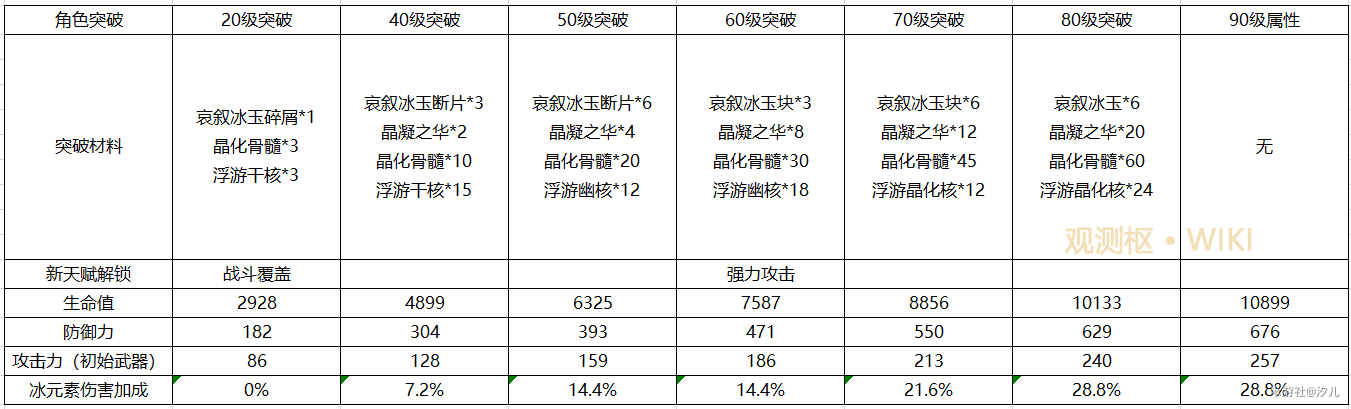 角色突破 20级突破 40级突破 50级突破 60级突破 70级突破 80级突破 90级属性
突破材料
哀叙冰玉碎屑*1
晶化骨髓*3
浮游干核*3
哀叙冰玉断片*3
晶凝之华*2
晶化骨髓*10
浮游干核*15
哀叙冰玉断片*6
晶凝之华*4
晶化骨髓*20
浮游幽核*12
哀叙冰玉块*3
晶凝之华*8
晶化骨髓*30
浮游幽核*18
哀叙冰玉块*6
晶凝之华*12
晶化骨髓*45
浮游晶化核*12
哀叙冰玉*6
晶凝之华*20
晶化骨髓*60
浮游晶化核*24
无
观测枢·WIKI
新天赋解锁 战斗覆盖 强力攻击
生命值 2928 4899 6325 7587 8856 10133 10899
防御力 182 304 393 471 550 629 676
攻击力（初始武器） 86 128 159 186 213 240 257
冰元素伤害加成 0% 7.2% 14.4% 14.4% 21.6% 28.8% 28.8%
游社@汐儿